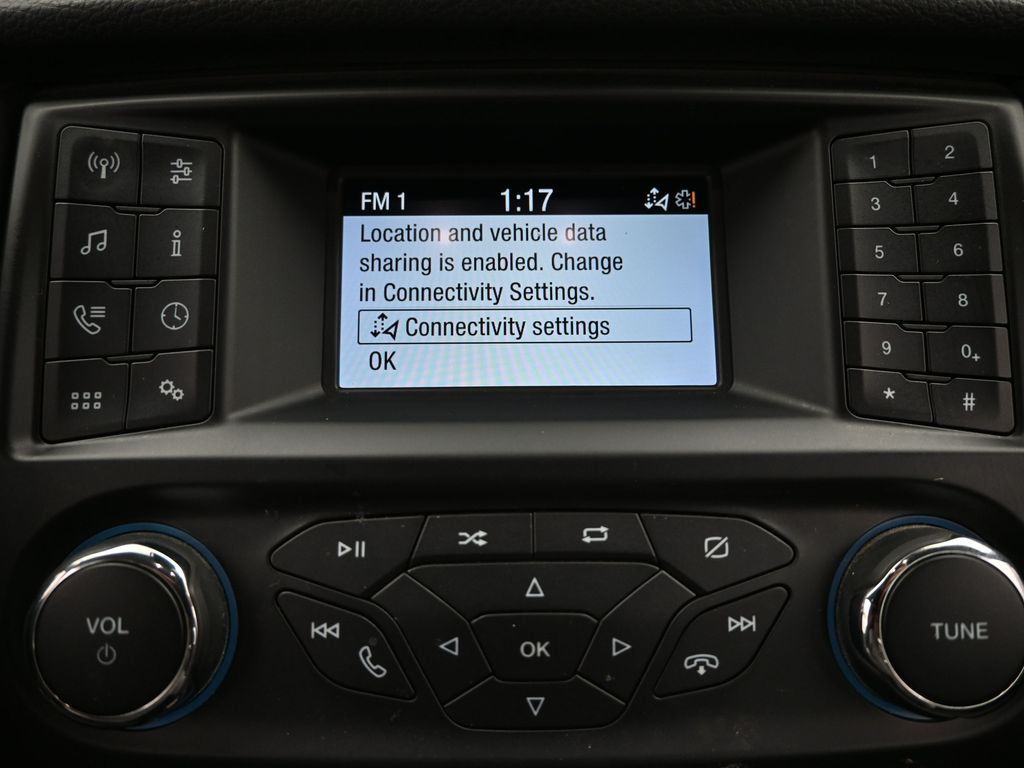 FM 1 1:17
Location and vehicle data
sharing is enabled. Change
in Connectivity Settings.
Connectivity settings
OK
1 2
3 4
5 6
7 8
9 0+
* #
VOL
OK
TUNE